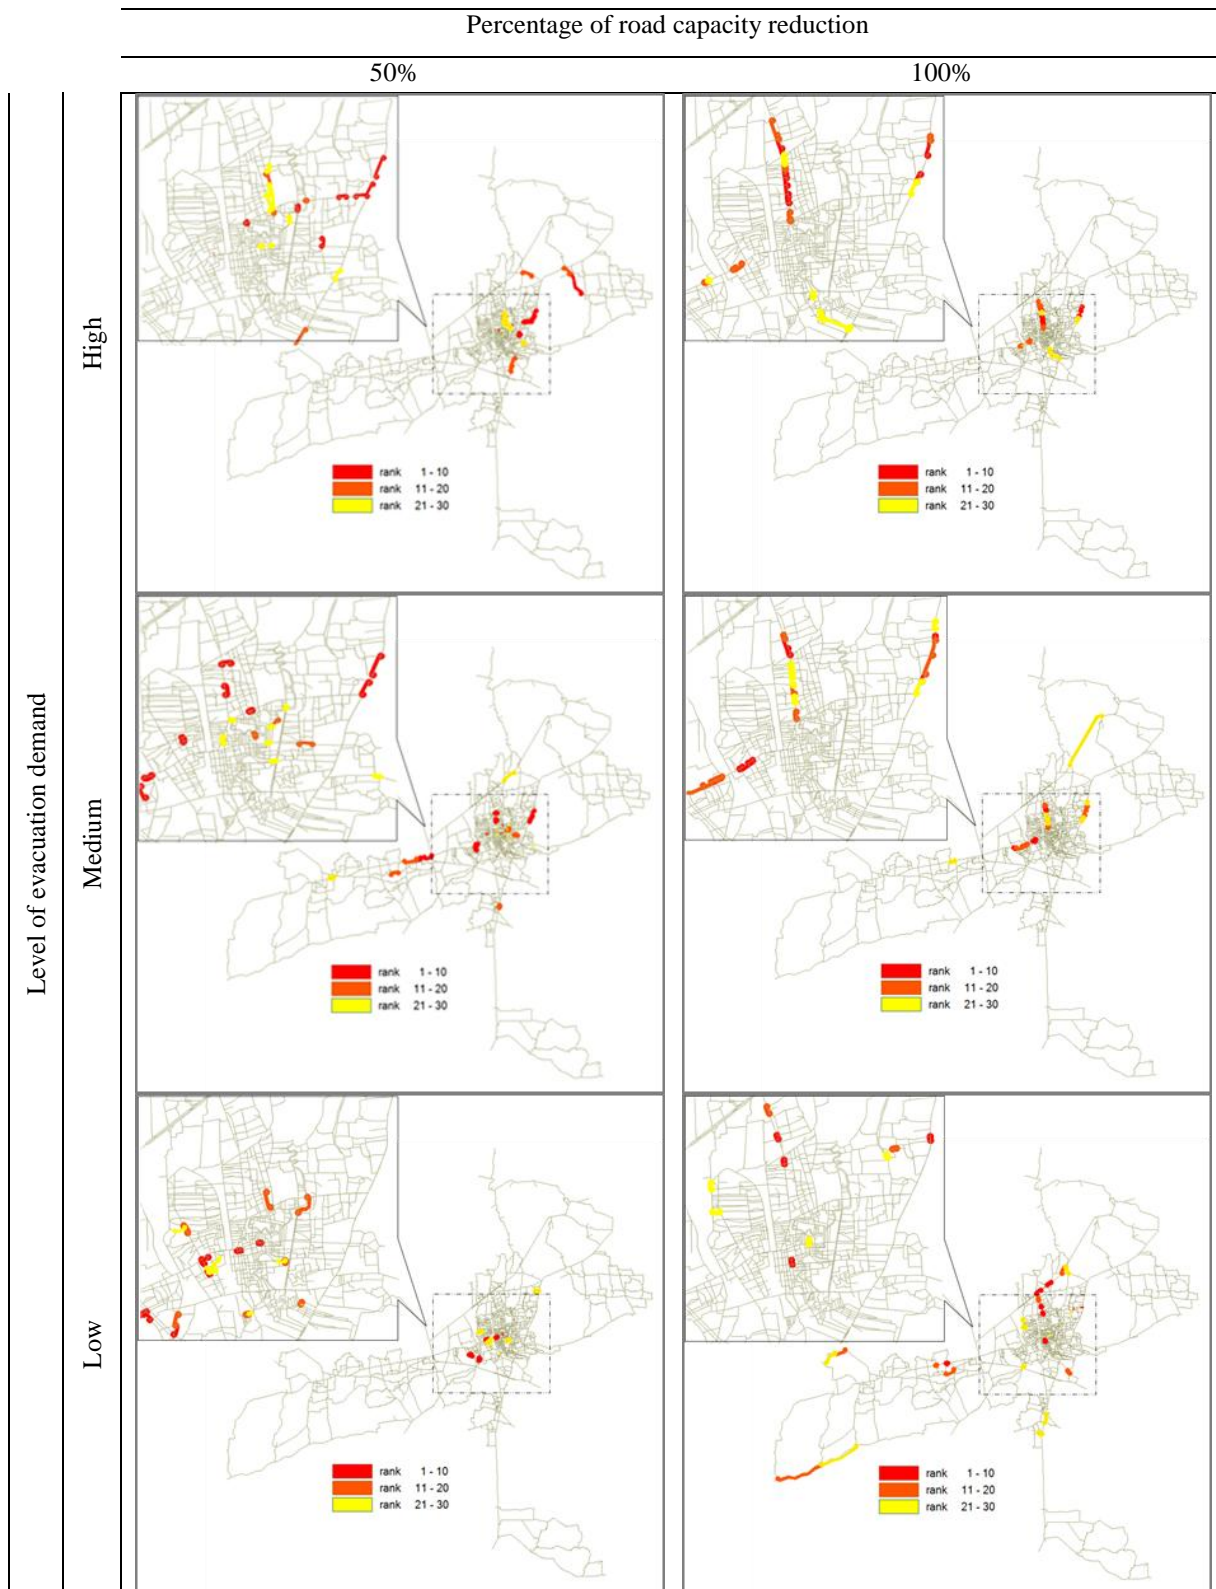 Percentage of road capacity reduction
50% 100%
Level of evacuation demand
High
rank 1 - 10
rank 11 - 20
rank 21 - 30
rank 1 - 10
rank 11 - 20
rank 21 - 30
Medium
rank 1 - 10
rank 11 - 20
rank 21 - 30
rank 1 - 10
rank 11 - 20
rank 21 - 30
Low
rank 1 - 10
rank 11 - 20
rank 21 - 30
rank 1 - 10
rank 11 - 20
rank 21 - 30